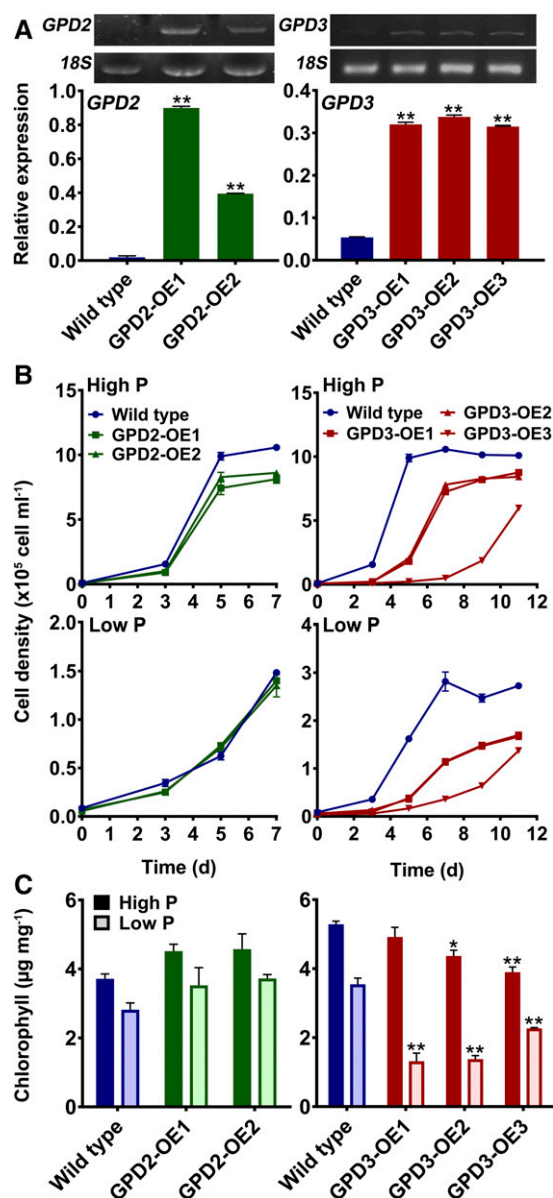 A
GPD2
18S
GPD3
18S
Relative expression
GPD2
1.0
0.8
0.6
0.4
0.2
0.0
**
**
Wild type
GPD2-OE1
GPD2-OE2
GPD3
0.4
0.3
0.2
0.1
0.0
**
**
**
Wild type
GPD3-OE1
GPD3-OE2
GPD3-OE3
B
Cell density (x10⁵ cell ml⁻¹)
High P
15
10
5
0
Wild type
GPD2-OE1
GPD2-OE2
0 1 2 3 4 5 6 7
High P
15
10
5
0
Wild type
GPD3-OE1
GPD3-OE2
GPD3-OE3
0 2 4 6 8 10 12
Low P
2.0
1.5
1.0
0.5
0.0
0 1 2 3 4 5 6 7
Time (d)
Low P
4
3
2
1
0
0 2 4 6 8 10 12
Time (d)
C
Chlorophyll (µg mg⁻¹)
6
4
2
0
High P
Low P
Wild type
GPD2-OE1
GPD2-OE2
6
4
2
0
**
*
**
**
**
Wild type
GPD3-OE1
GPD3-OE2
GPD3-OE3